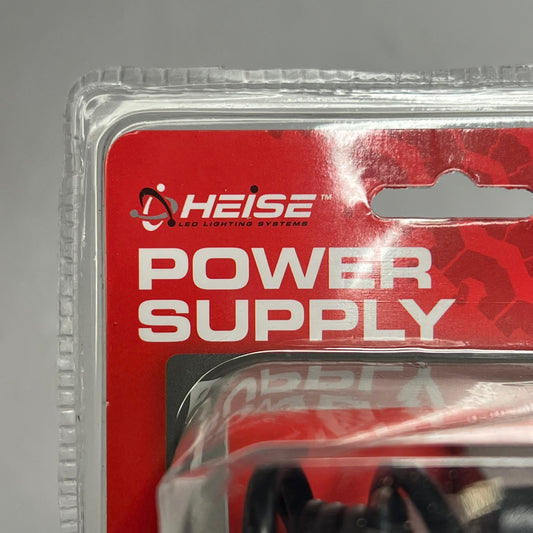 HEISE™
LED LIGHTING SYSTEMS
POWER
SUPPLY